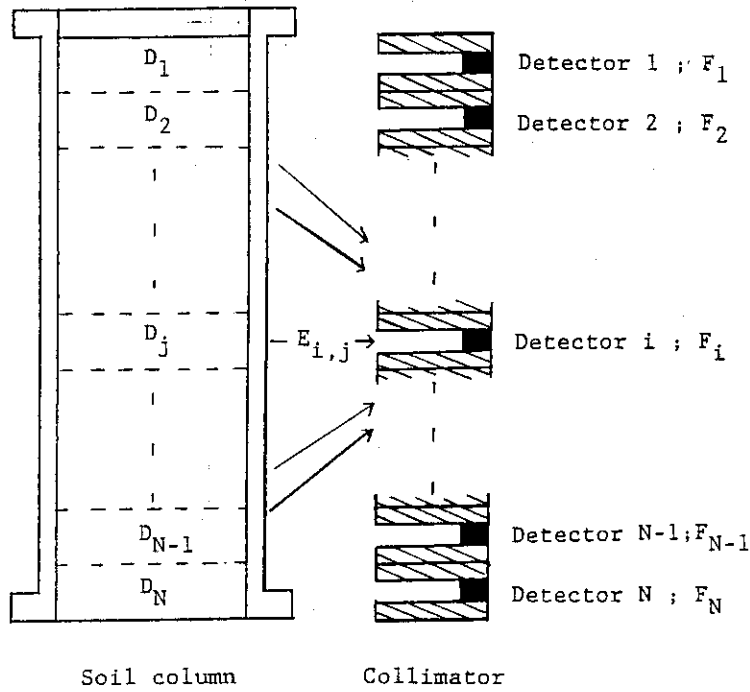 D1
Detector 1 ; F1
D2
Detector 2 ; F2
Dj
Ei,j
Detector i ; Fi
DN-1
Detector N-1;FN-1
DN
Detector N ; FN
Soil column
Collimator